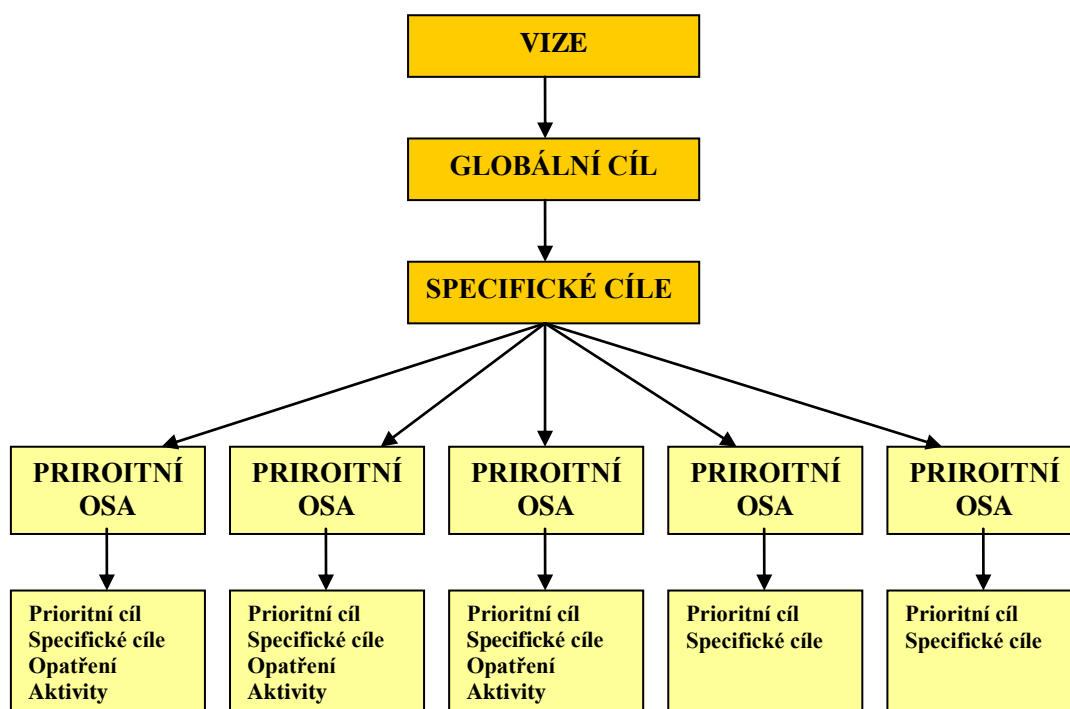 VIZE
GLOBÁLNÍ CÍL
SPECIFICKÉ CÍLE
PRIROITNÍ
OSA
PRIROITNÍ
OSA
PRIROITNÍ
OSA
PRIROITNÍ
OSA
PRIROITNÍ
OSA
Prioritní cíl
Specifické cíle
Opatření
Aktivity
Prioritní cíl
Specifické cíle
Opatření
Aktivity
Prioritní cíl
Specifické cíle
Opatření
Aktivity
Prioritní cíl
Specifické cíle
Prioritní cíl
Specifické cíle